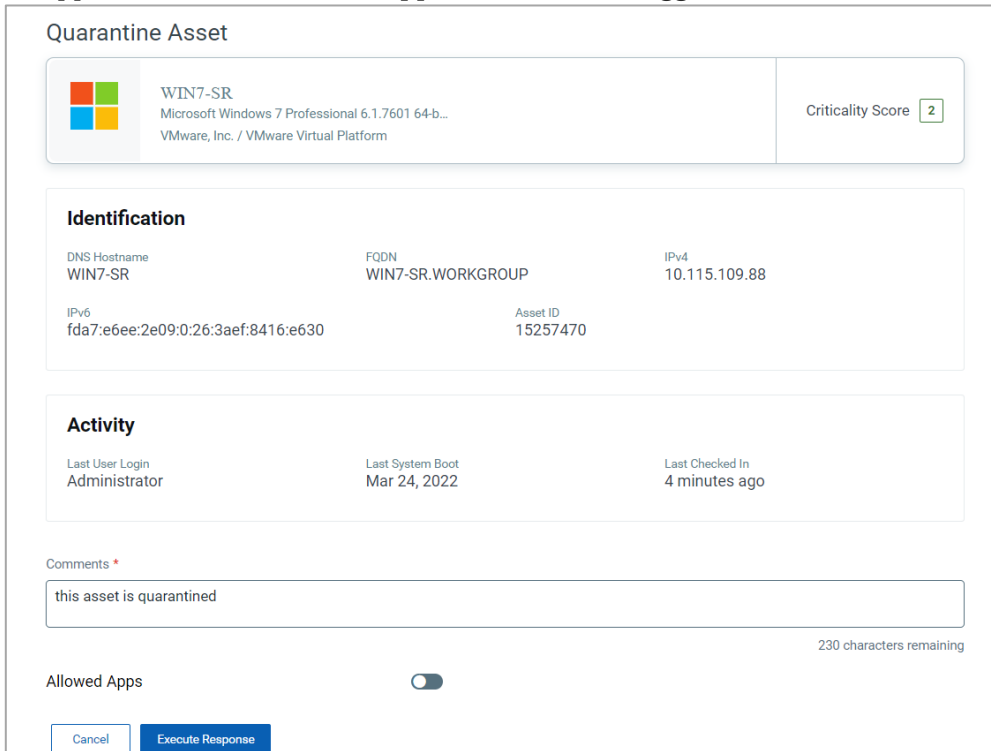 Quarantine Asset
WIN7-SR
Microsoft Windows 7 Professional 6.1.7601 64-b...
VMware, Inc. / VMware Virtual Platform
Criticality Score 2
Identification
DNS Hostname FQDN IPv4
WIN7-SR WIN7-SR.WORKGROUP 10.115.109.88
IPv6 Asset ID
fda7:e6ee:2e09:0:26:3aef:8416:e630 15257470
Activity
Last User Login Last System Boot Last Checked In
Administrator Mar 24, 2022 4 minutes ago
Comments *
this asset is quarantined
230 characters remaining
Allowed Apps
Cancel Execute Response